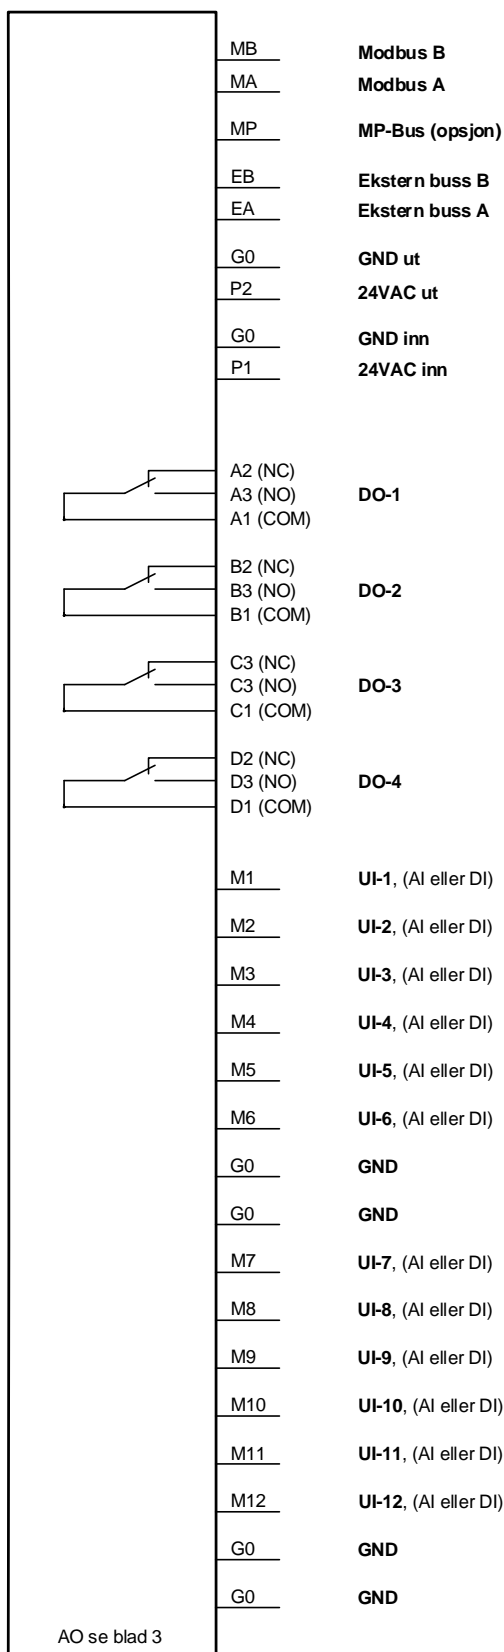 MB Modbus B
MA Modbus A
MP MP-Bus (opsjon)
EB Ekstern buss B
EA Ekstern buss A
G0 GND ut
P2 24VAC ut
G0 GND inn
P1 24VAC inn
A2 (NC)
A3 (NO) DO-1
A1 (COM)
B2 (NC)
B3 (NO) DO-2
B1 (COM)
C3 (NC)
C3 (NO) DO-3
C1 (COM)
D2 (NC)
D3 (NO) DO-4
D1 (COM)
M1 UI-1, (AI eller DI)
M2 UI-2, (AI eller DI)
M3 UI-3, (AI eller DI)
M4 UI-4, (AI eller DI)
M5 UI-5, (AI eller DI)
M6 UI-6, (AI eller DI)
G0 GND
G0 GND
M7 UI-7, (AI eller DI)
M8 UI-8, (AI eller DI)
M9 UI-9, (AI eller DI)
M10 UI-10, (AI eller DI)
M11 UI-11, (AI eller DI)
M12 UI-12, (AI eller DI)
G0 GND
G0 GND
AO se blad 3